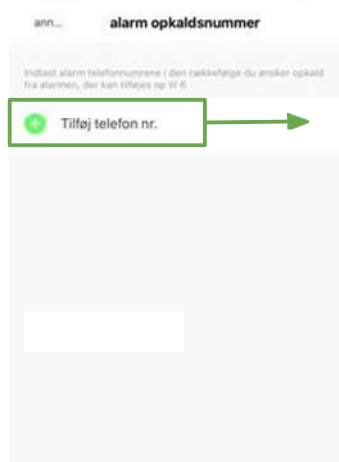 ann...
alarm opkaldsnummer
Indtast alarm telefonnumrene i den rækkefølge du ønsker opkald
fra alarmen, der kan tilføjes op til 6
Tilføj telefon nr.